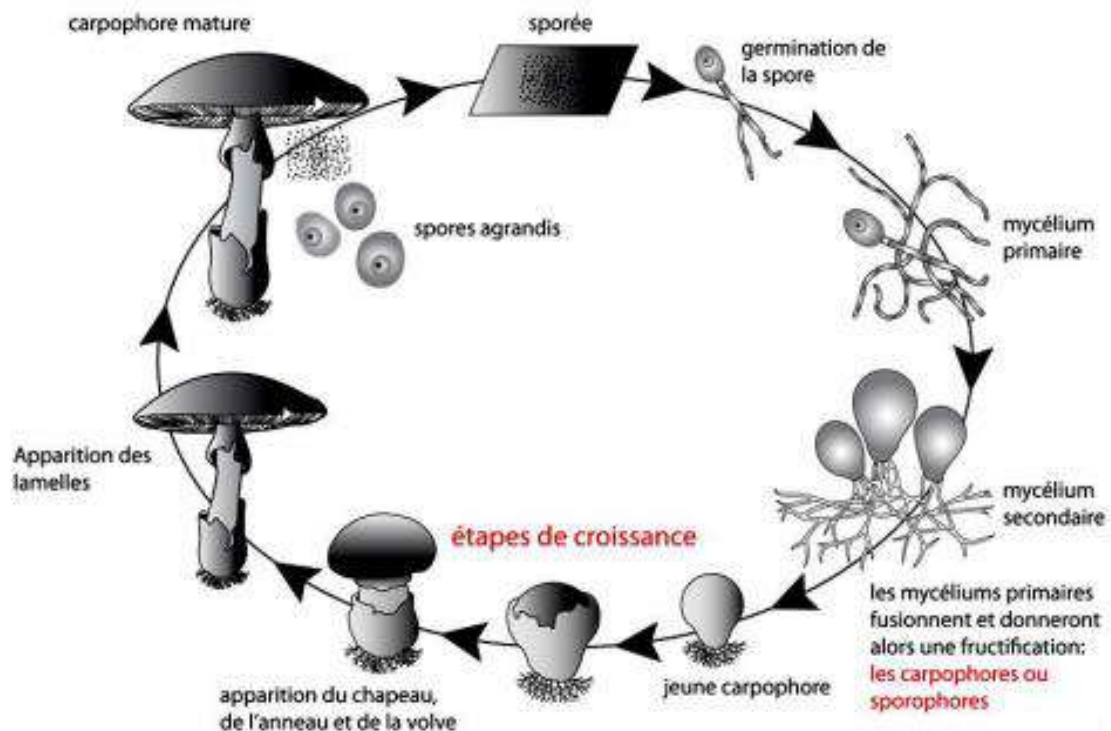 carpophore mature
sporée
germination de
la spore
spores agrandis
mycélium
primaire
Apparition des
lamelles
mycélium
secondaire
étapes de croissance
les mycéliums primaires
fusionnent et donneront
alors une fructification:
les carpophores ou
sporophores
jeune carpophore
apparition du chapeau,
de l'anneau et de la volve